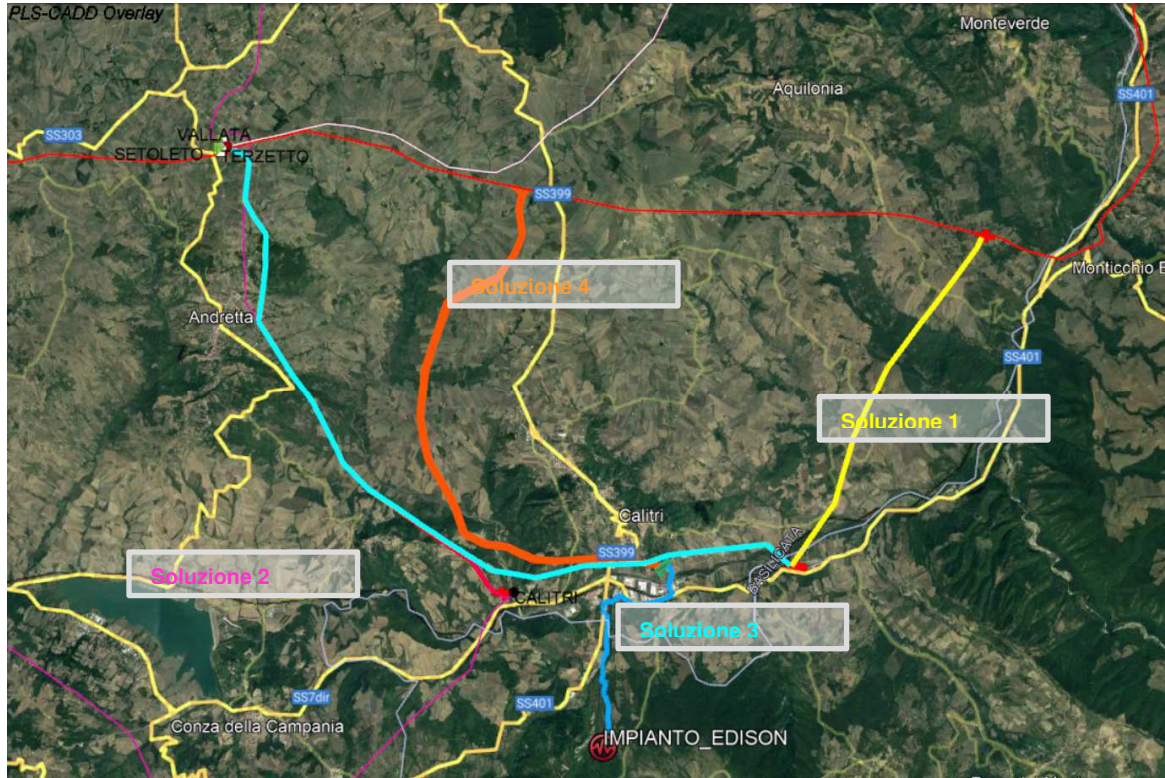 PLS-CADD Overlay
Monteverde
SS401
Aquilonia
SS303
VALLATA
SETOLETO
TERZETTO
SS399
Monticchio B
Soluzione 4
Andretta
SS401
Soluzione 1
Calitri
BASILICATA
SS399
Soluzione 2
CALITRI
Soluzione 3
SS7dir
SS401
Conza della Campania
IMPIANTO_EDISON